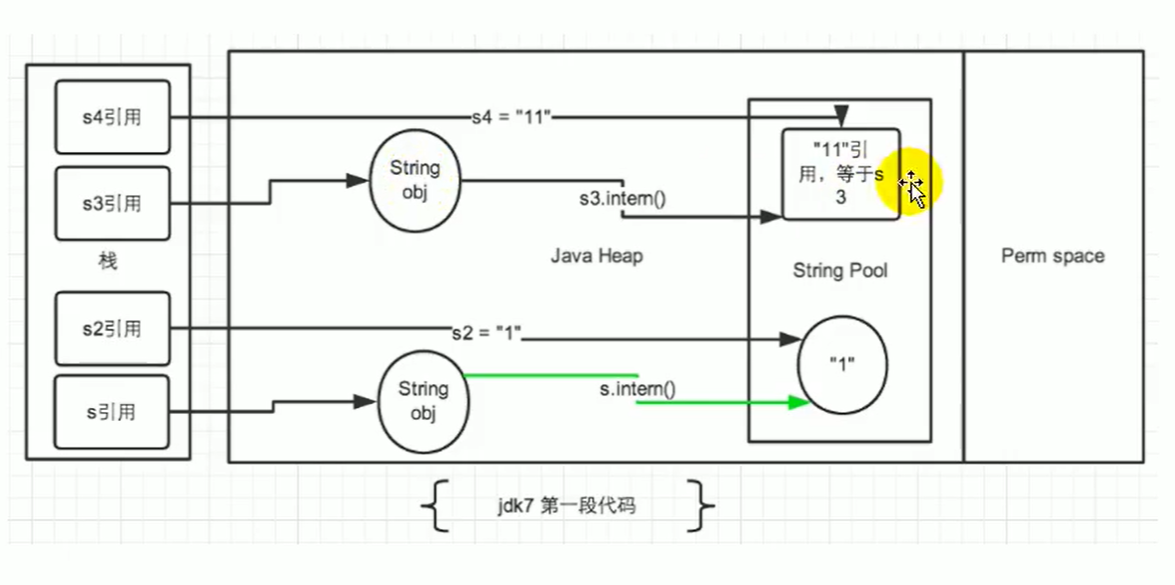 s4引用
s4 = "11"
"11"引
用，等于s
3
String
obj
s3引用
s3.intern()
栈
Java Heap
String Pool
Perm space
s2引用
s2 = "1"
"1"
String
obj
s.intern()
s引用
jdk7 第一段代码